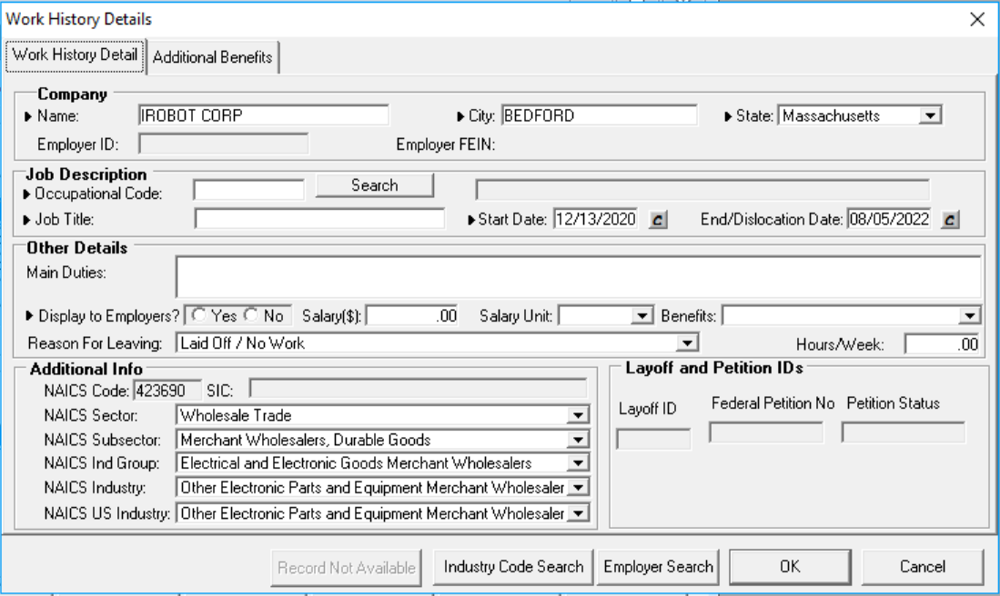 Work History Details
Work History Detail Additional Benefits
Company
Name: IROBOT CORP City: BEDFORD State: Massachusetts
Employer ID: Employer FEIN:
Job Description
Occupational Code: Search
Job Title: Start Date: 12/13/2020 c End/Dislocation Date: 08/05/2022 c
Other Details
Main Duties:
Display to Employers? Yes No Salary($): .00 Salary Unit: Benefits:
Reason For Leaving: Laid Off / No Work Hours/Week: .00
Additional Info
NAICS Code: 423690 SIC:
NAICS Sector: Wholesale Trade
NAICS Subsector: Merchant Wholesalers, Durable Goods
NAICS Ind Group: Electrical and Electronic Goods Merchant Wholesalers
NAICS Industry: Other Electronic Parts and Equipment Merchant Wholesaler
NAICS US Industry: Other Electronic Parts and Equipment Merchant Wholesaler
Layoff and Petition IDs
Layoff ID Federal Petition No Petition Status
Record Not Available Industry Code Search Employer Search OK Cancel